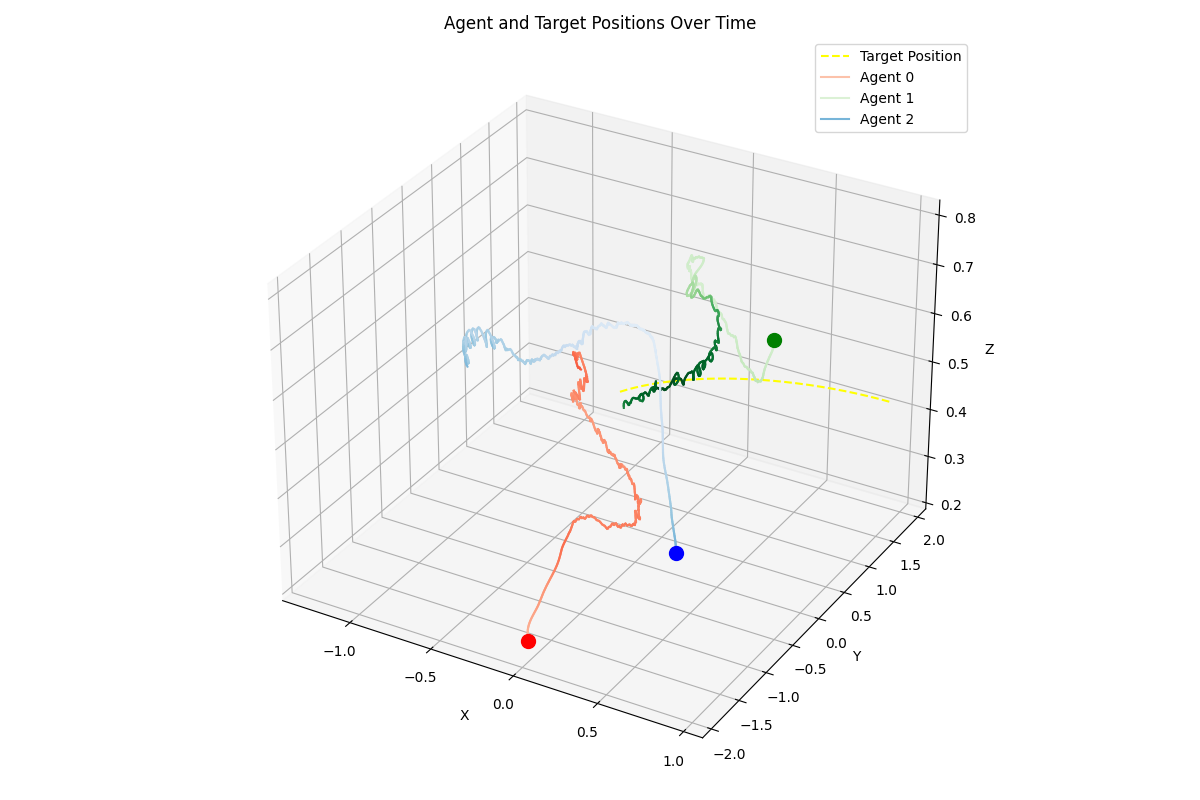 Agent and Target Positions Over Time
Target Position
Agent 0
Agent 1
Agent 2
0.8
0.7
0.6
0.5
0.4
0.3
0.2
Z
2.0
1.5
1.0
0.5
0.0
−0.5
−1.0
−1.5
−2.0
Y
−1.0
−0.5
0.0
0.5
1.0
X